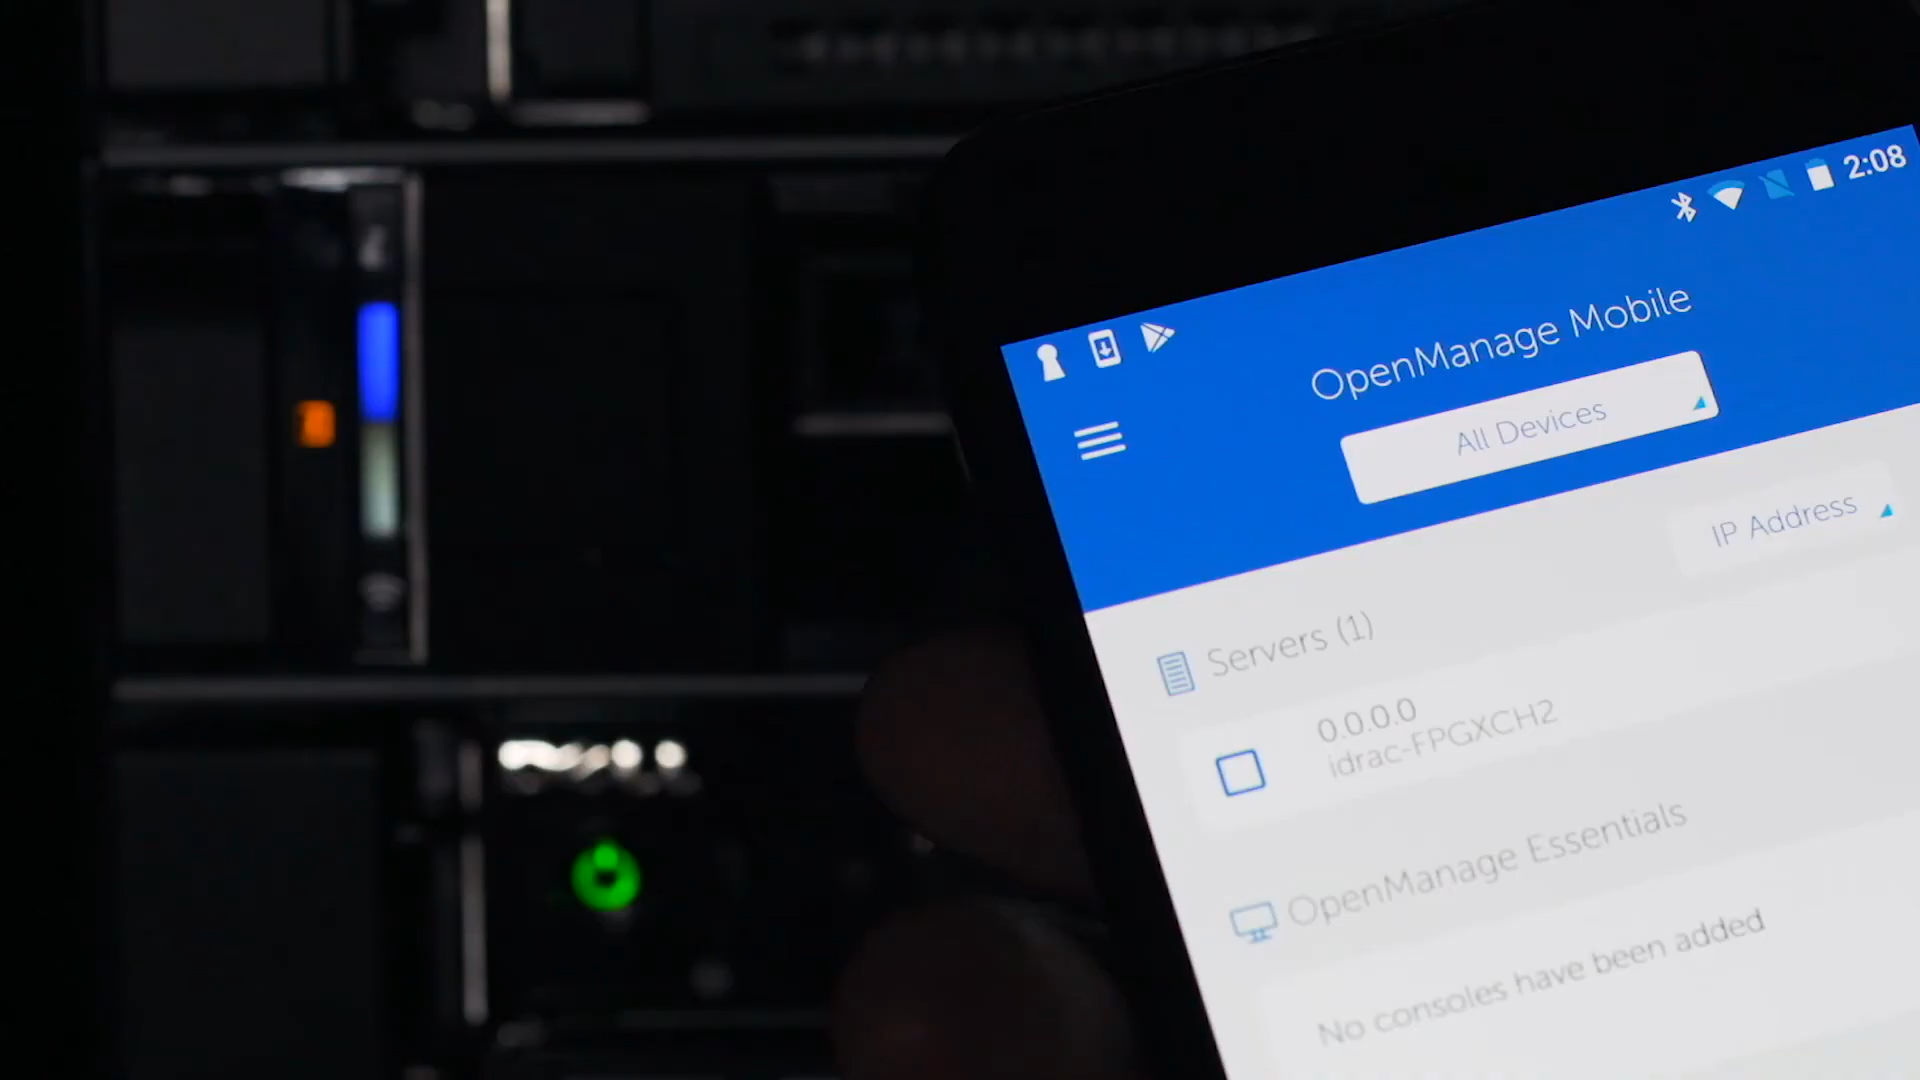 2:08
OpenManage Mobile
All Devices
IP Address
Servers (1)
0.0.0.0
idrac-FPGXCH2
OpenManage Essentials
No consoles have been added